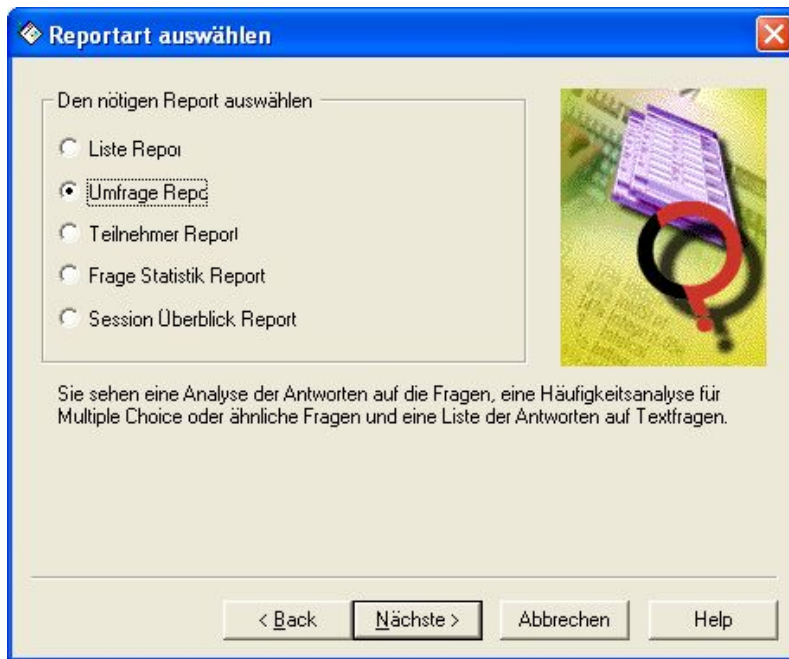 Reportart auswählen
Den nötigen Report auswählen
Liste Repor
Umfrage Repo
Teilnehmer Report
Frage Statistik Report
Session Überblick Report
Sie sehen eine Analyse der Antworten auf die Fragen, eine Häufigkeitsanalyse für
Multiple Choice oder ähnliche Fragen und eine Liste der Antworten auf Textfragen.
< Back
Nächste >
Abbrechen
Help